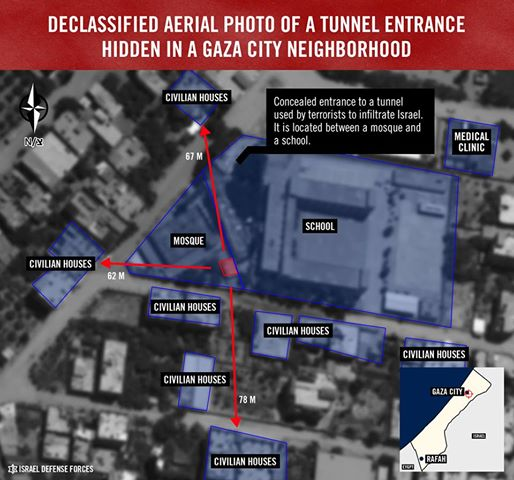 DECLASSIFIED AERIAL PHOTO OF A TUNNEL ENTRANCE
HIDDEN IN A GAZA CITY NEIGHBORHOOD
CIVILIAN HOUSES
Concealed entrance to a tunnel
used by terrorists to infiltrate Israel.
It is located between a mosque and
a school.
MEDICAL
CLINIC
N/צ
67 M
SCHOOL
MOSQUE
CIVILIAN HOUSES
62 M
CIVILIAN HOUSES
CIVILIAN HOUSES
CIVILIAN HOUSES
CIVILIAN HOUSES
78 M
GAZA CITY
ISRAEL
RAFAH
EGYPT
CIVILIAN HOUSES
ISRAEL DEFENSE FORCES